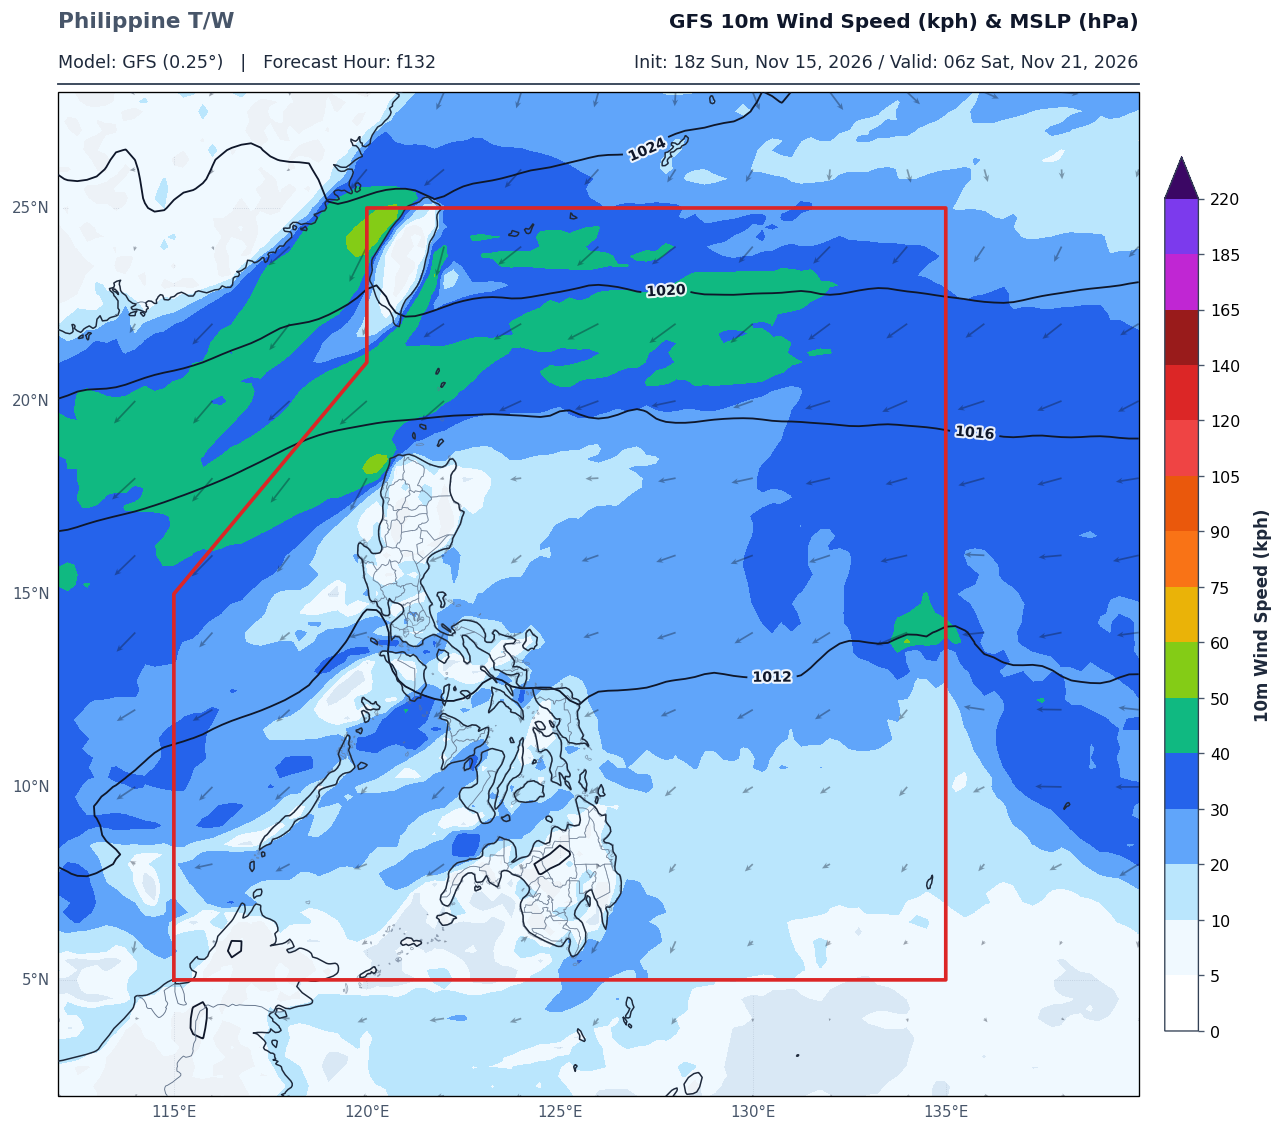 Philippine T/W
GFS 10m Wind Speed (kph) & MSLP (hPa)
Model: GFS (0.25°) | Forecast Hour: f132
Init: 18z Sun, Nov 15, 2026 / Valid: 06z Sat, Nov 21, 2026
1024
1020
1016
1012
25°N
20°N
15°N
10°N
5°N
115°E
120°E
125°E
130°E
135°E
220
185
165
140
120
105
90
75
60
50
40
30
20
10
5
0
10m Wind Speed (kph)